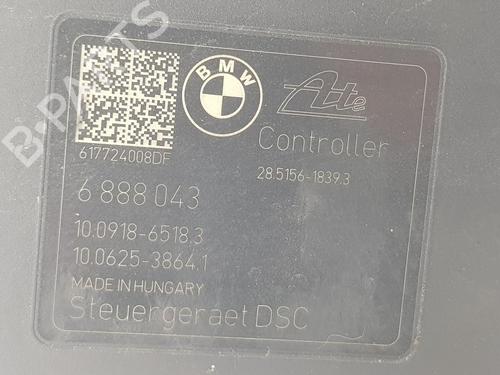 BMW
Ate
617724008DF
Controller
28.5156-1839.3
6 888 043
10.0918-6518.3
10.0625-3864.1
MADE IN HUNGARY
Steuergeraet DSC
B-PARTS